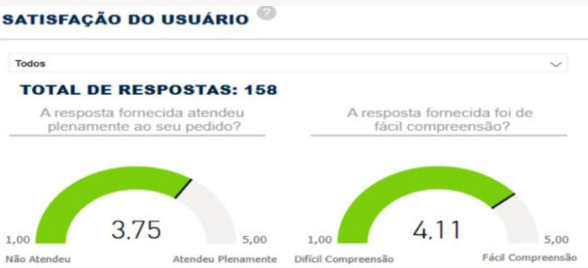 SATISFAÇÃO DO USUÁRIO ?
Todos
TOTAL DE RESPOSTAS: 158
A resposta fornecida atendeu
plenamente ao seu pedido?
3,75
1,00
5,00
Não Atendeu
Atendeu Plenamente
A resposta fornecida foi de
fácil compreensão?
4,11
1,00
5,00
Difícil Compreensão
Fácil Compreensão